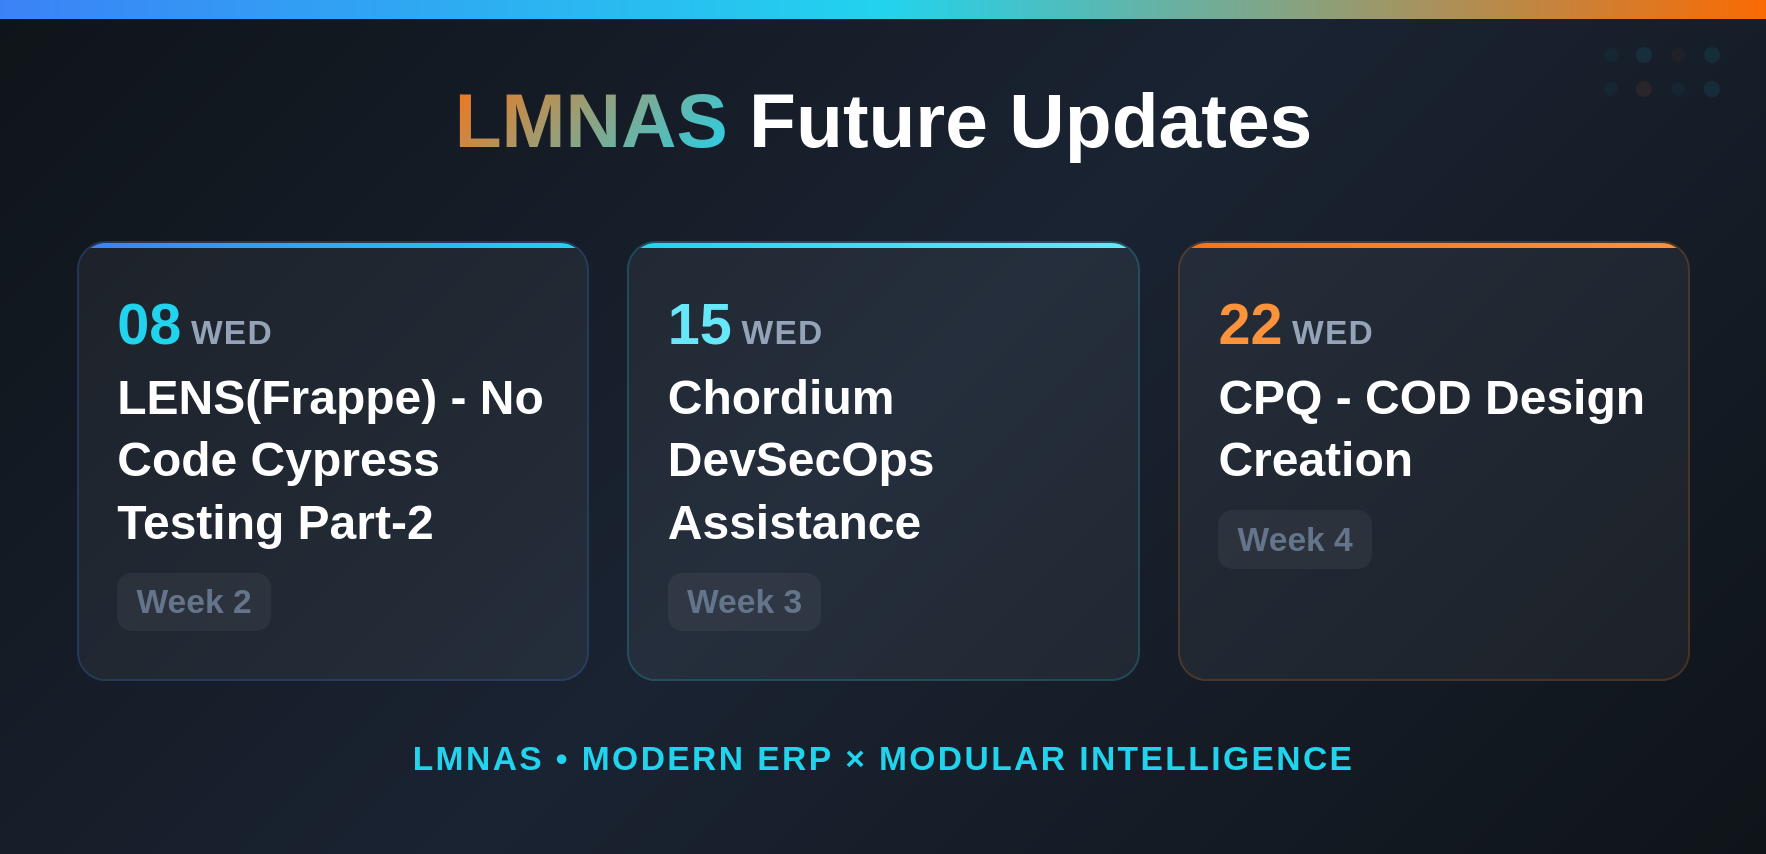 LMNAS Future Updates
08 WED
LENS(Frappe) - No
Code Cypress
Testing Part-2
Week 2
15 WED
Chordium
DevSecOps
Assistance
Week 3
22 WED
CPQ - COD Design
Creation
Week 4
LMNAS • MODERN ERP × MODULAR INTELLIGENCE